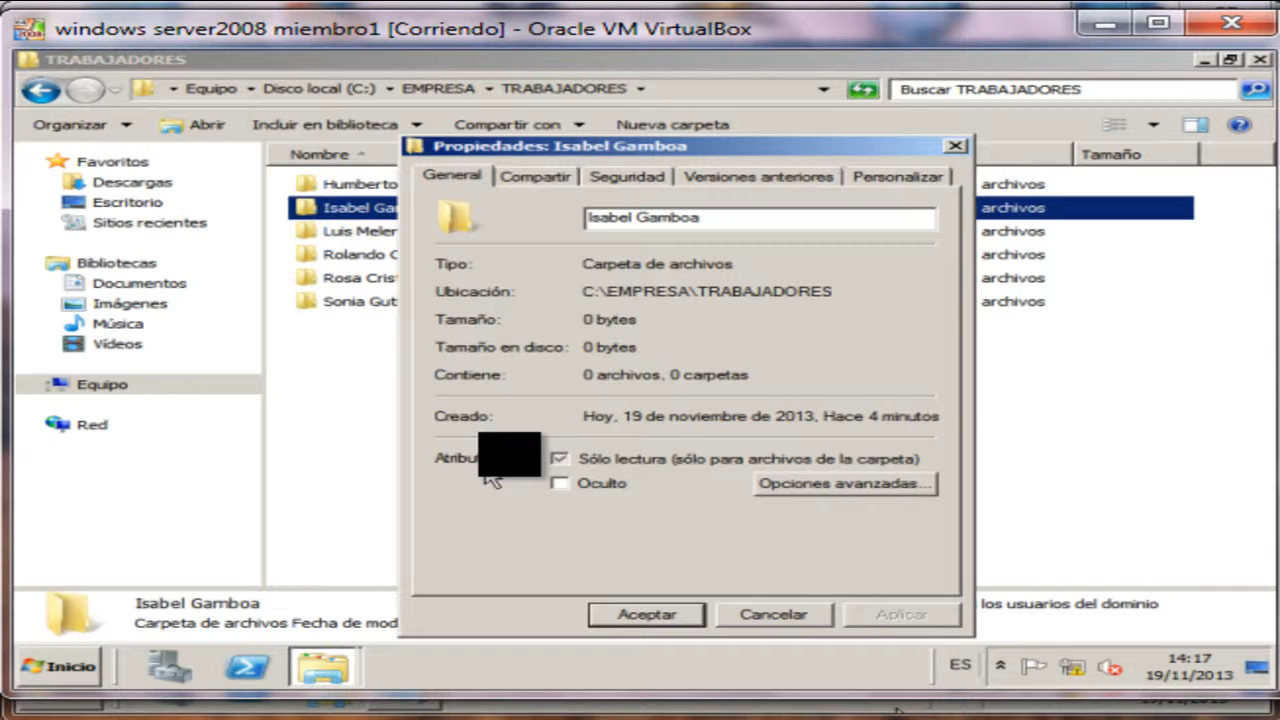 windows server2008 miembro1 [Corriendo] - Oracle VM VirtualBox
TRABAJADORES
Equipo Disco local (C:) EMPRESA TRABAJADORES Buscar TRABAJADORES
Organizar Abrir Incluir en biblioteca Compartir con Nueva carpeta
Favoritos
Descargas
Escritorio
Sitios recientes
Bibliotecas
Documentos
Imágenes
Música
Vídeos
Equipo
Red
Nombre Tamaño
Humberto archivos
Isabel Ga archivos
Luis Meler archivos
Rolando archivos
Rosa Cris archivos
Sonia Gut archivos
Propiedades: Isabel Gamboa
General Compartir Seguridad Versiones anteriores Personalizar
Isabel Gamboa
Tipo: Carpeta de archivos
Ubicación: C:\EMPRESA\TRABAJADORES
Tamaño: 0 bytes
Tamaño en disco: 0 bytes
Contiene: 0 archivos, 0 carpetas
Creado: Hoy, 19 de noviembre de 2013, Hace 4 minutos
Sólo lectura (sólo para archivos de la carpeta)
Oculto Opciones avanzadas...
Aceptar Cancelar Aplicar
Isabel Gamboa los usuarios del dominio
Carpeta de archivos Fecha de mod
Inicio ES 14:17
19/11/2013